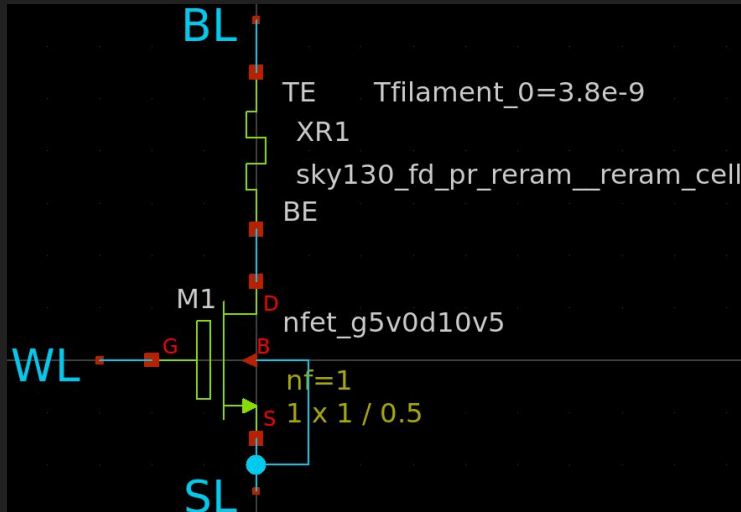 BL
TE Tfilament_0=3.8e-9
XR1
sky130_fd_pr_reram__reram_cell
BE
M1
D
nfet_g5v0d10v5
G
B
WL
nf=1
1 x 1 / 0.5
S
SL